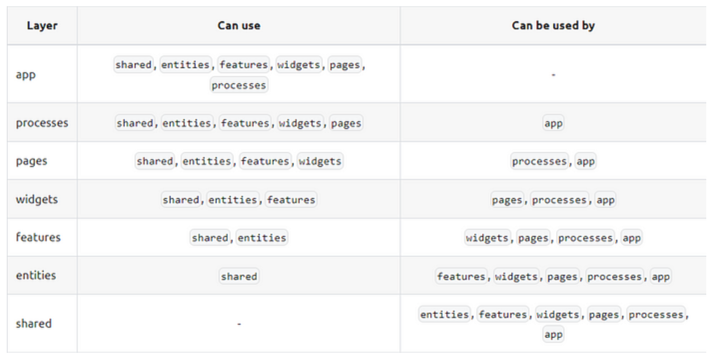 Layer Can use Can be used by
app shared, entities, features, widgets, pages, processes -
processes shared, entities, features, widgets, pages app
pages shared, entities, features, widgets processes, app
widgets shared, entities, features pages, processes, app
features shared, entities widgets, pages, processes, app
entities shared features, widgets, pages, processes, app
shared - entities, features, widgets, pages, processes, app